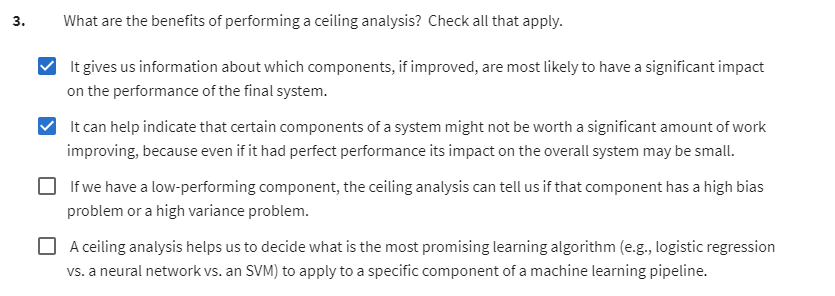 3. What are the benefits of performing a ceiling analysis? Check all that apply.
It gives us information about which components, if improved, are most likely to have a significant impact
on the performance of the final system.
It can help indicate that certain components of a system might not be worth a significant amount of work
improving, because even if it had perfect performance its impact on the overall system may be small.
If we have a low-performing component, the ceiling analysis can tell us if that component has a high bias
problem or a high variance problem.
A ceiling analysis helps us to decide what is the most promising learning algorithm (e.g., logistic regression
vs. a neural network vs. an SVM) to apply to a specific component of a machine learning pipeline.